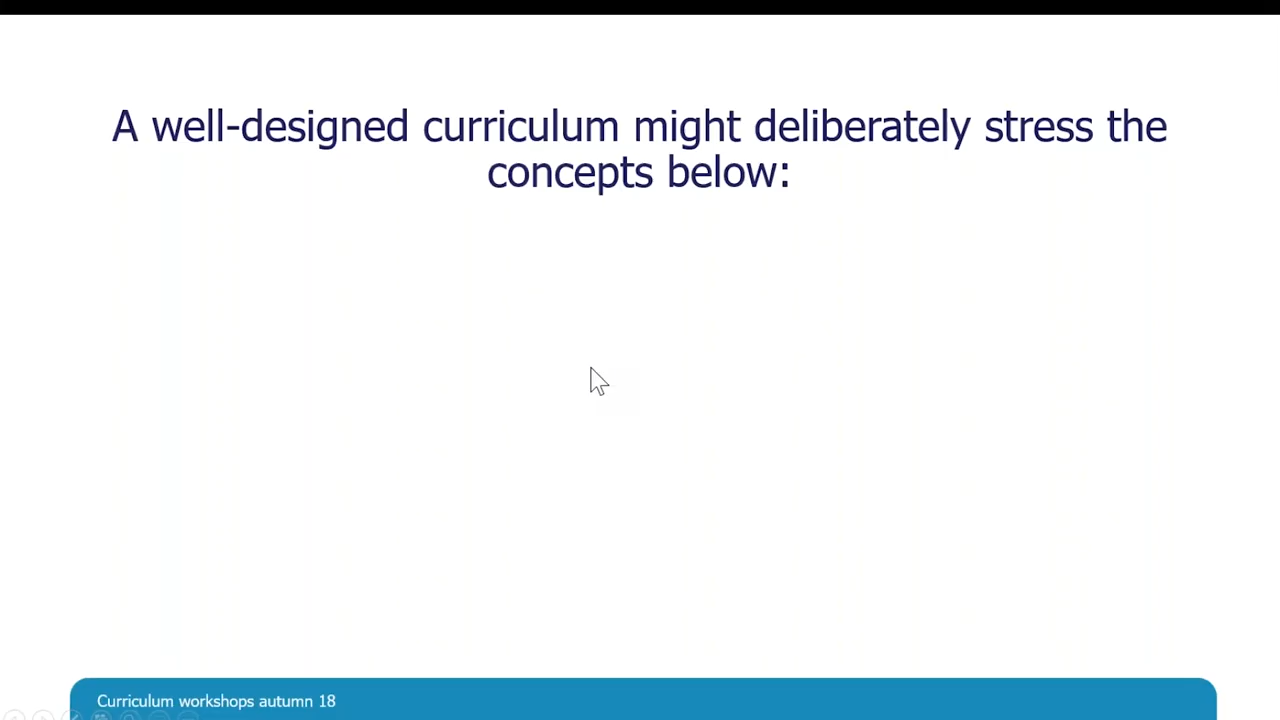 A well-designed curriculum might deliberately stress the
concepts below:
Curriculum workshops autumn 18